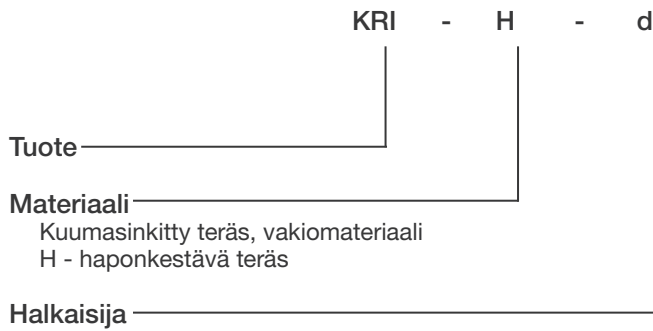 KRI - H - d
Tuote
Materiaali
Kuumasinkitty teräs, vakiomateriaali
H - haponkestävä teräs
Halkaisija